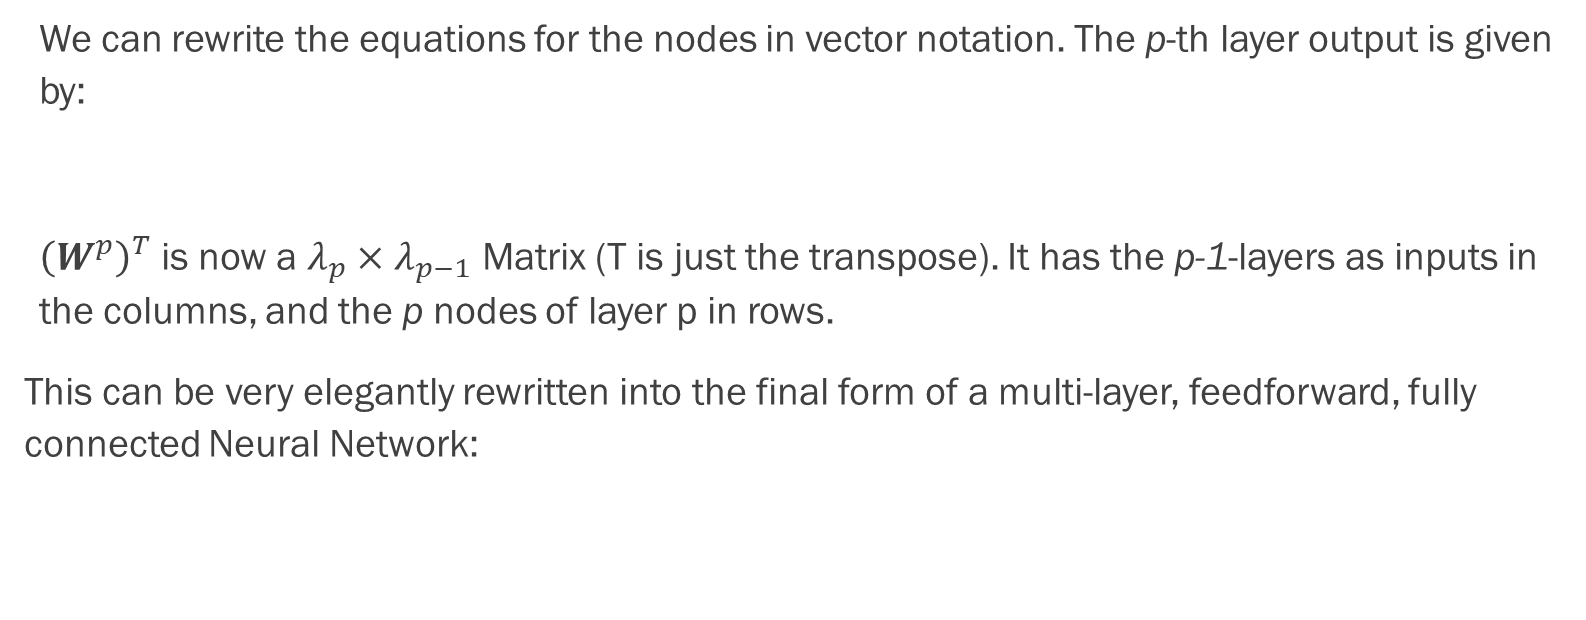 We can rewrite the equations for the nodes in vector notation. The p-th layer output is given
by:
(𝑾ᵖ)ᵀ is now a λₚ × λₚ₋₁ Matrix (T is just the transpose). It has the p-1-layers as inputs in
the columns, and the p nodes of layer p in rows.
This can be very elegantly rewritten into the final form of a multi-layer, feedforward, fully
connected Neural Network: